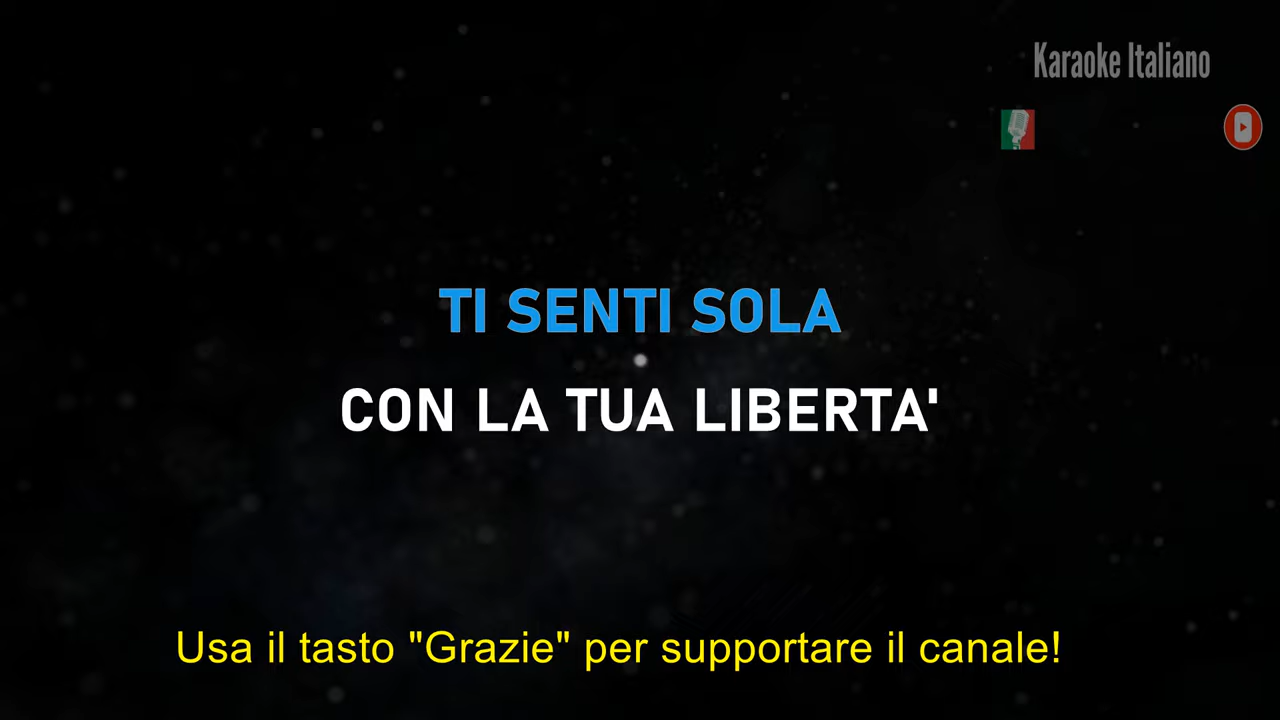 Karaoke Italiano
TI SENTI SOLA
CON LA TUA LIBERTA'
Usa il tasto "Grazie" per supportare il canale!